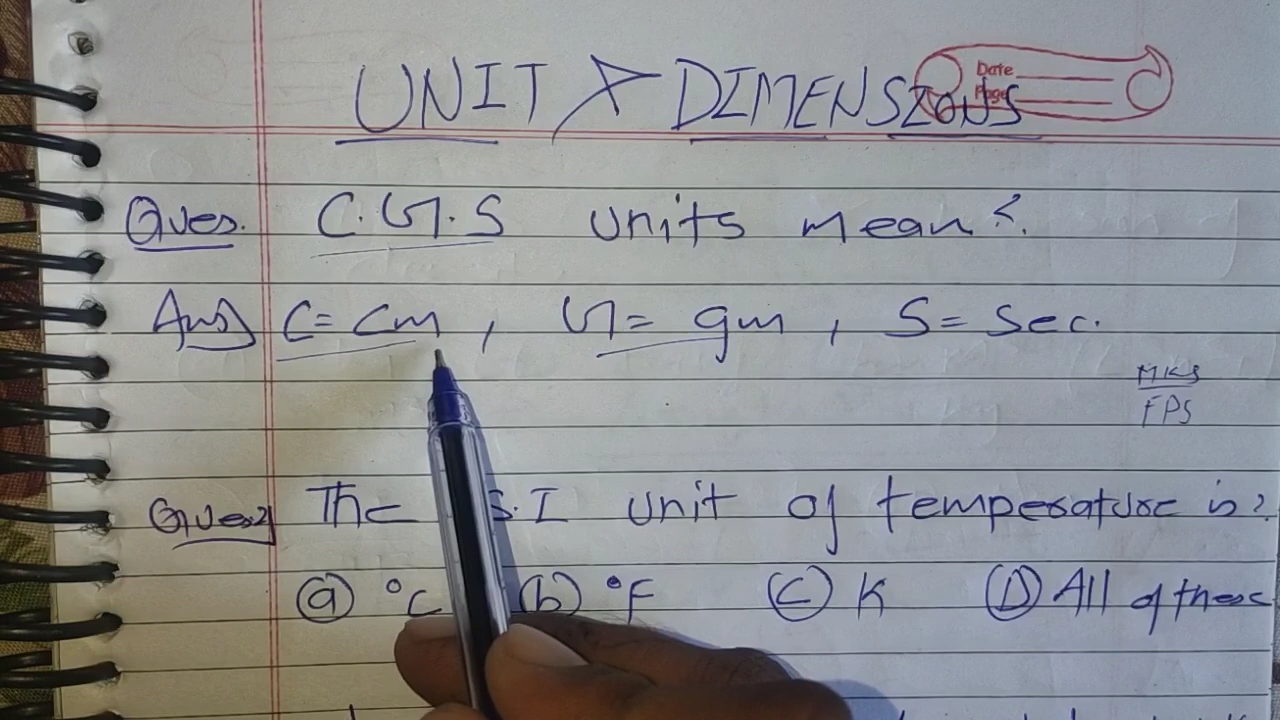 UNIT & DIMENSIONS
Date
Page
Ques. C.G.S units mean?
Ans) C = cm, G = gm, S = Sec.
MKS
FPS
Ques2) The S.I unit of temperature is?
(a) °C (b) °F (C) K (D) All of these